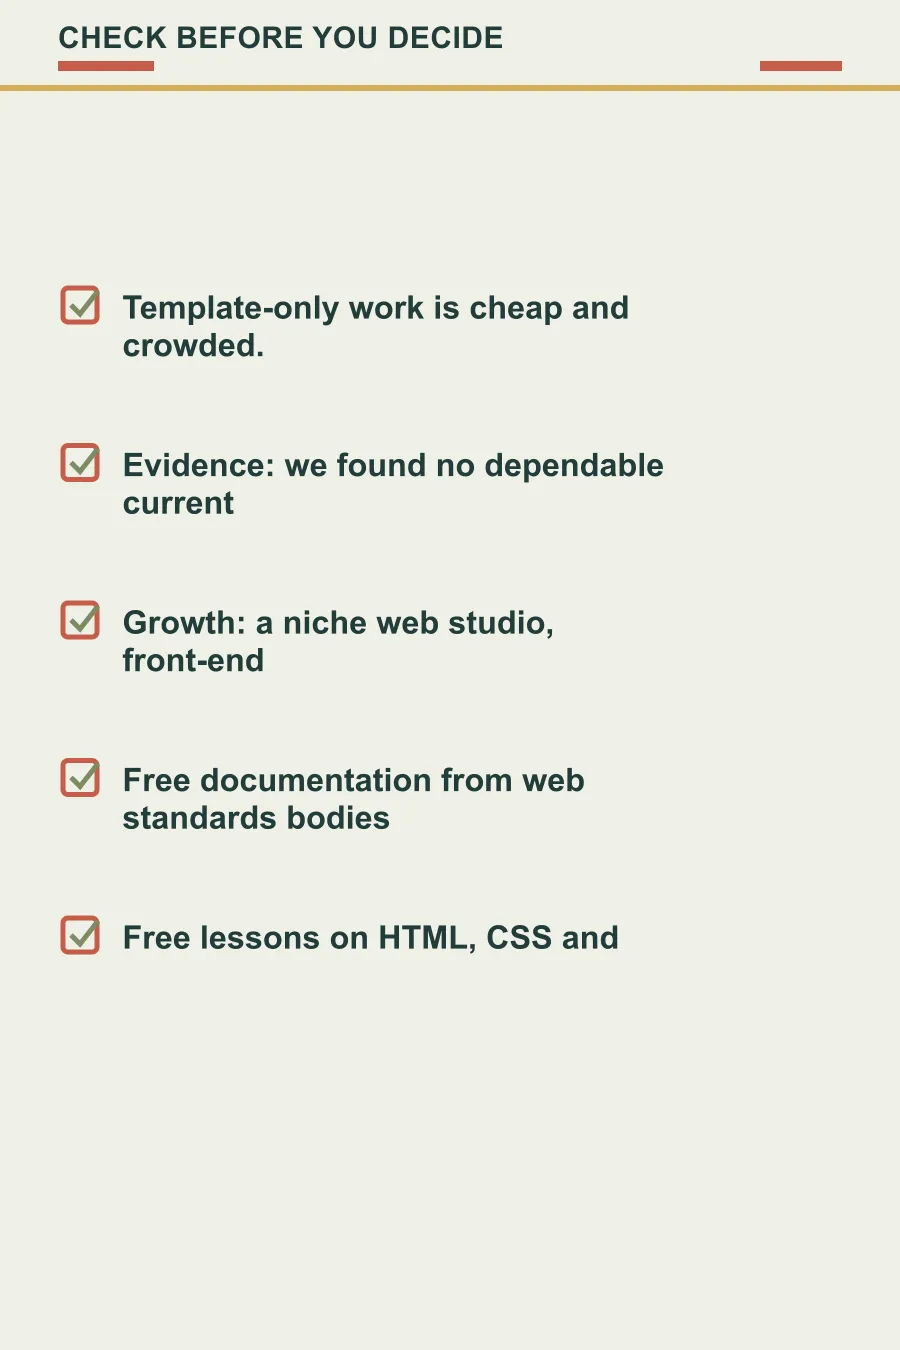 CHECK BEFORE YOU DECIDE
Template-only work is cheap and
crowded.
Evidence: we found no dependable
current
Growth: a niche web studio,
front-end
Free documentation from web
standards bodies
Free lessons on HTML, CSS and